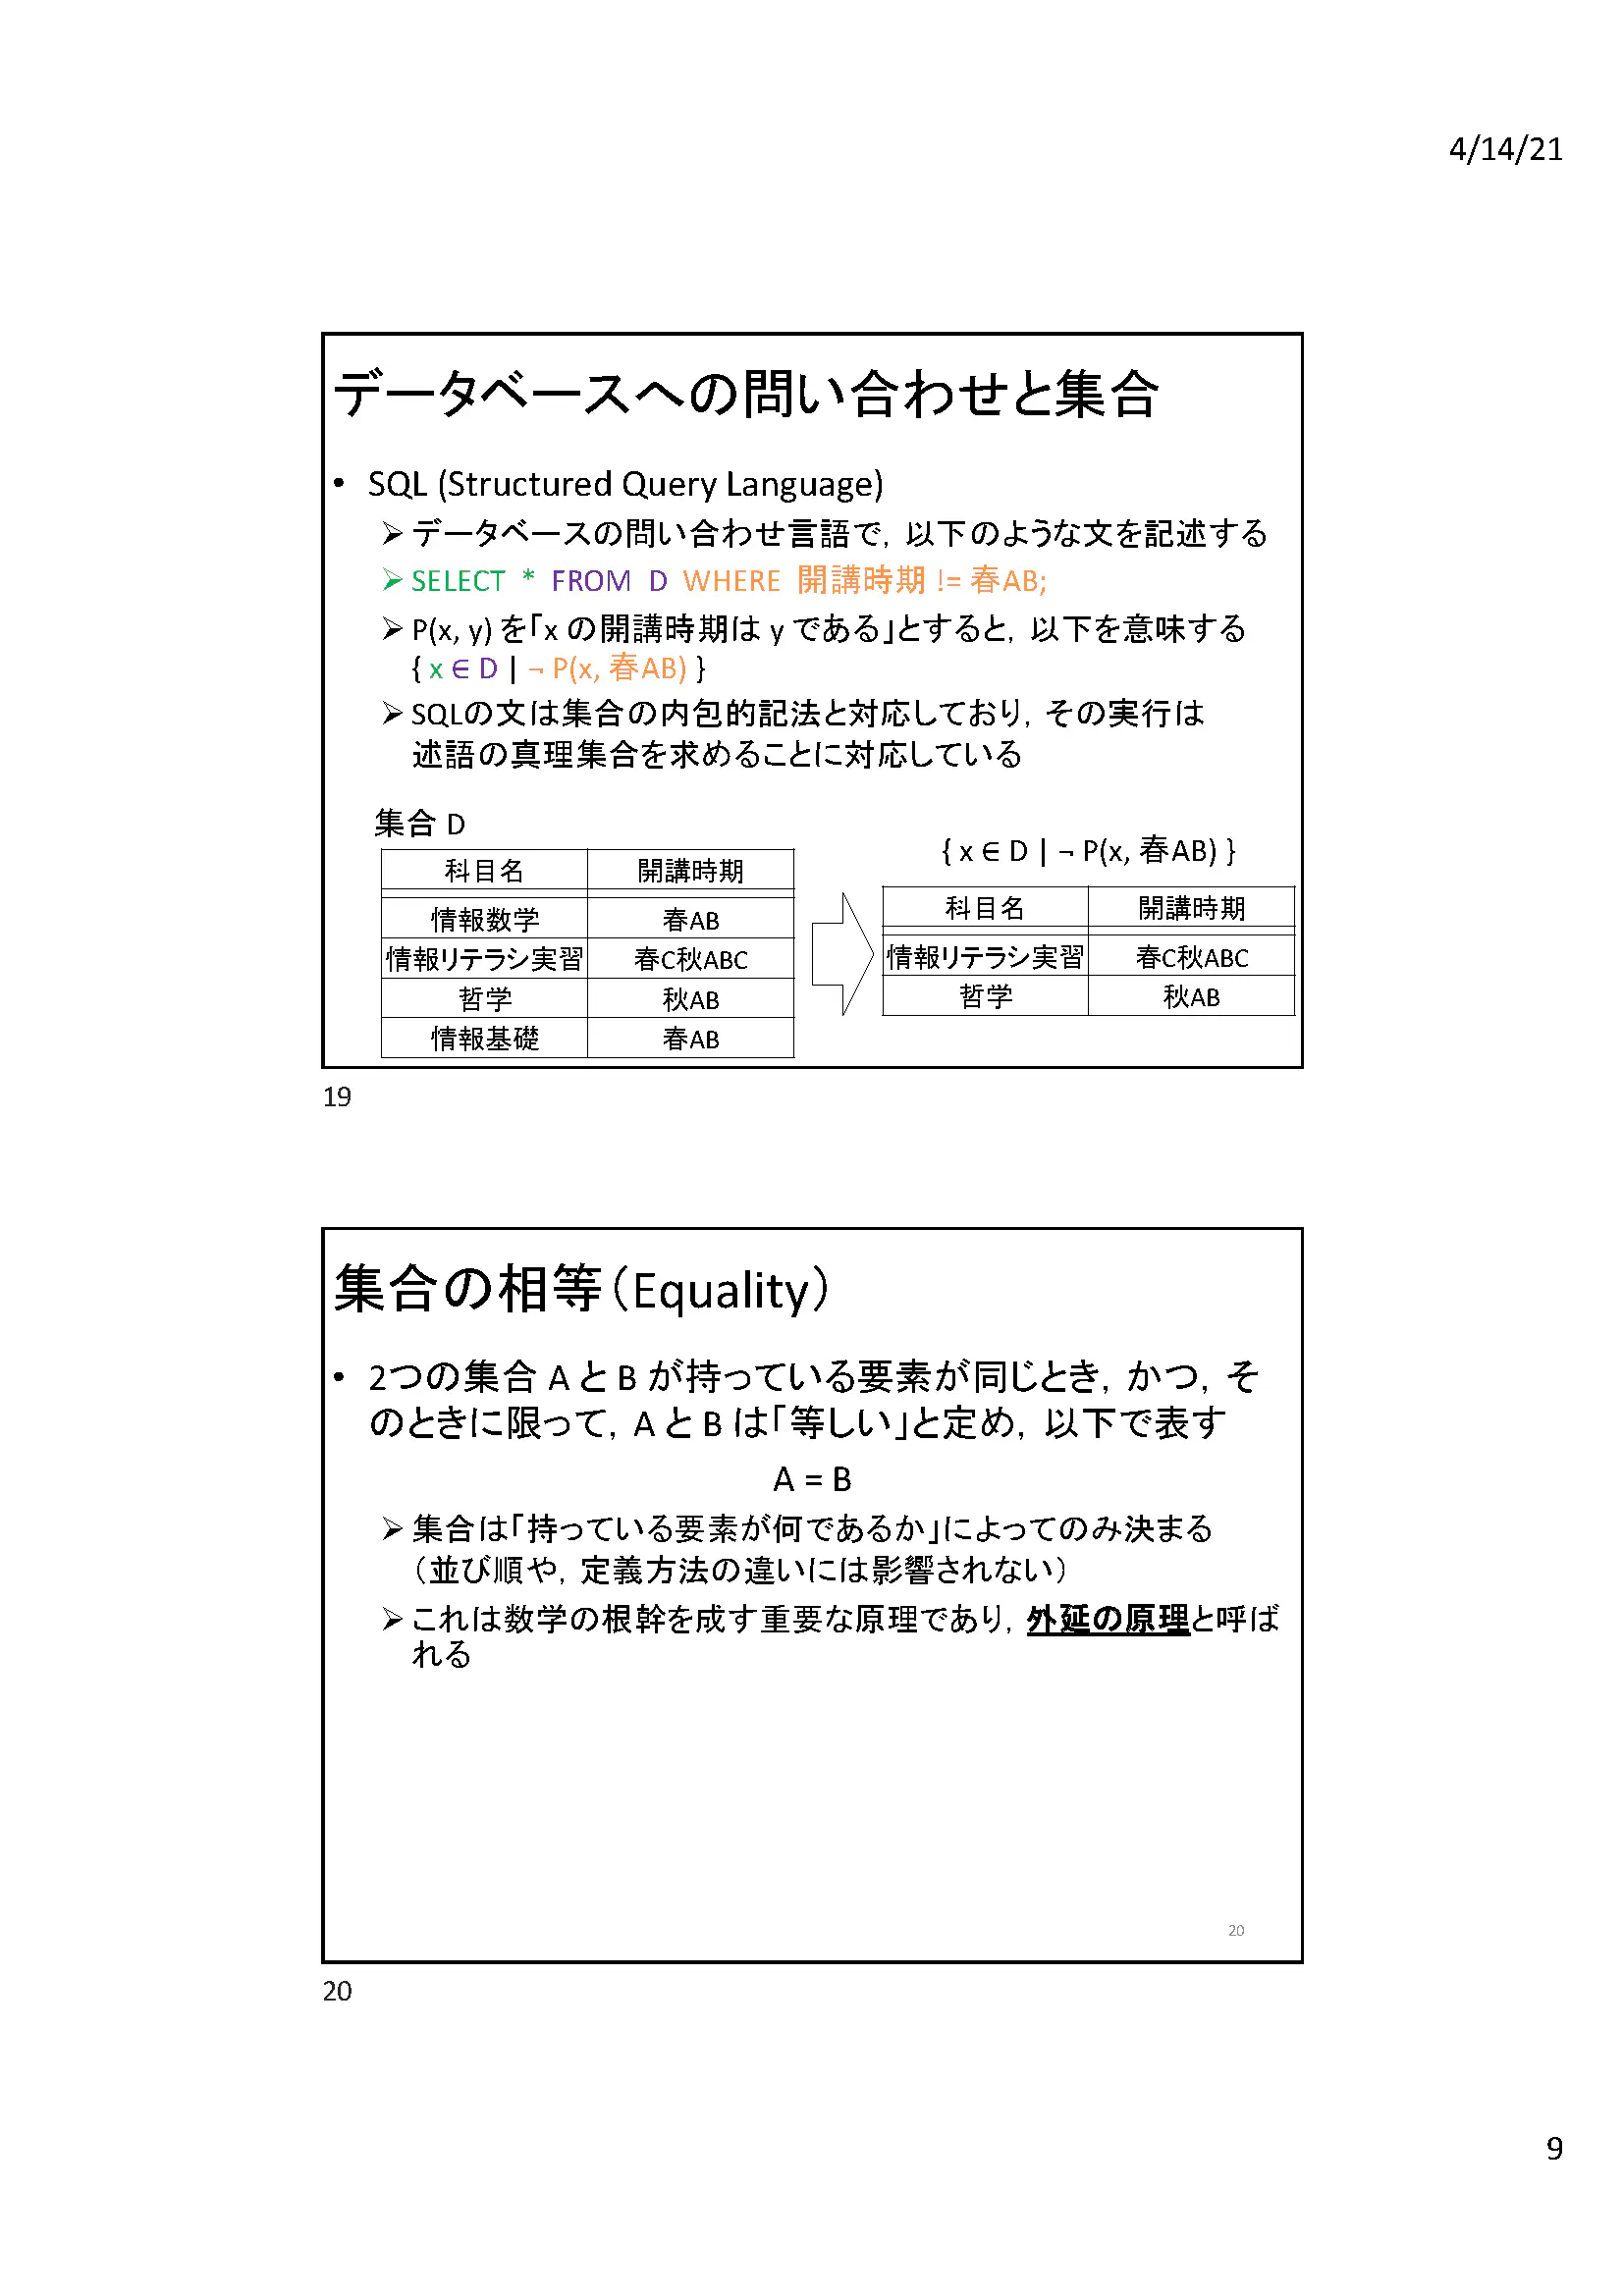 4/14/21
データベースへの問い合わせと集合
• SQL (Structured Query Language)
➢ データベースの問い合わせ言語で，以下のような文を記述する
➢ SELECT * FROM D WHERE 開講時期 != 春AB;
➢ P(x, y) を「x の開講時期は y である」とすると，以下を意味する
{ x ∈ D | ¬ P(x, 春AB) }
➢ SQLの文は集合の内包的記法と対応しており，その実行は
述語の真理集合を求めることに対応している
集合 D
科目名 開講時期
情報数学 春AB
情報リテラシ実習 春C秋ABC
哲学 秋AB
情報基礎 春AB
{ x ∈ D | ¬ P(x, 春AB) }
科目名 開講時期
情報リテラシ実習 春C秋ABC
哲学 秋AB
19
集合の相等（Equality）
• 2つの集合 A と B が持っている要素が同じとき，かつ，そ
のときに限って，A と B は「等しい」と定め，以下で表す
A = B
➢ 集合は「持っている要素が何であるか」によってのみ決まる
（並び順や，定義方法の違いには影響されない）
➢ これは数学の根幹を成す重要な原理であり，外延の原理と呼ば
れる
20
20
9